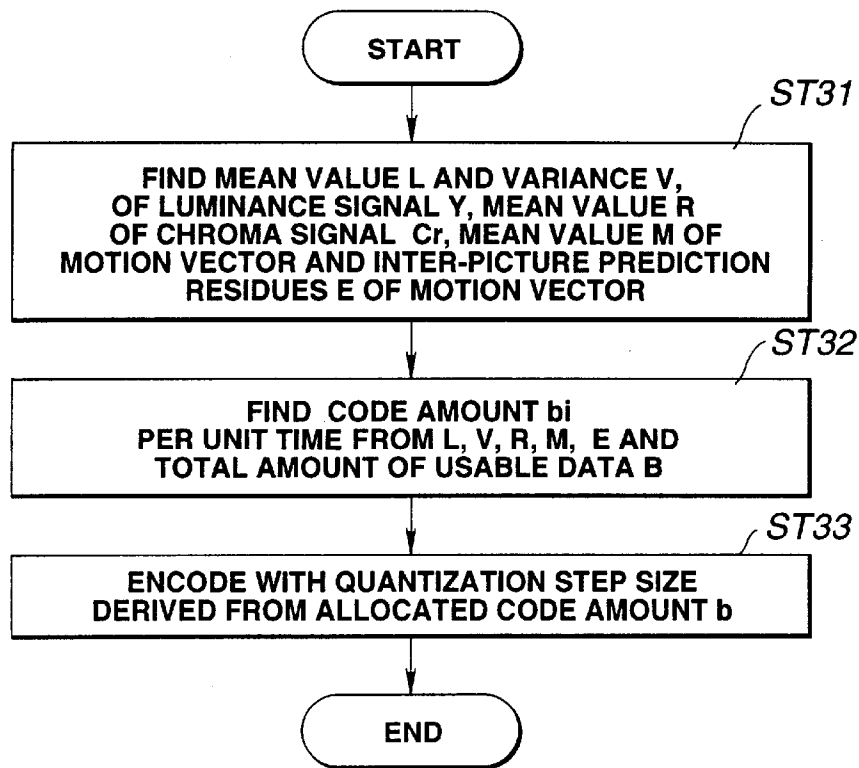 START
ST31
FIND MEAN VALUE L AND VARIANCE V,
OF LUMINANCE SIGNAL Y, MEAN VALUE R
OF CHROMA SIGNAL Cr, MEAN VALUE M OF
MOTION VECTOR AND INTER-PICTURE PREDICTION
RESIDUES E OF MOTION VECTOR
ST32
FIND CODE AMOUNT bi
PER UNIT TIME FROM L, V, R, M, E AND
TOTAL AMOUNT OF USABLE DATA B
ST33
ENCODE WITH QUANTIZATION STEP SIZE
DERIVED FROM ALLOCATED CODE AMOUNT b
END